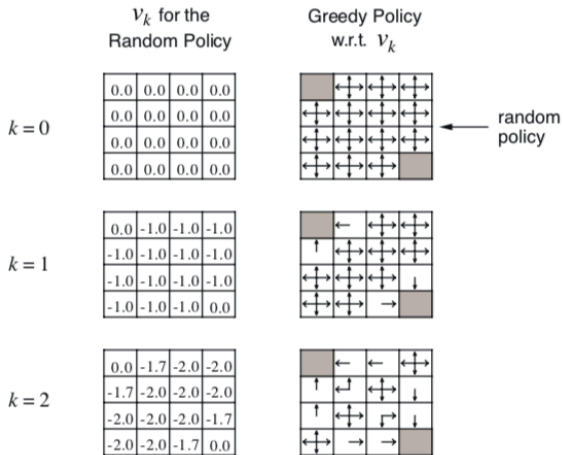 v_k for the
Random Policy
Greedy Policy
w.r.t. v_k
k = 0
0.0 0.0 0.0 0.0
0.0 0.0 0.0 0.0
0.0 0.0 0.0 0.0
0.0 0.0 0.0 0.0
random
policy
k = 1
0.0 -1.0 -1.0 -1.0
-1.0 -1.0 -1.0 -1.0
-1.0 -1.0 -1.0 -1.0
-1.0 -1.0 -1.0 0.0
k = 2
0.0 -1.7 -2.0 -2.0
-1.7 -2.0 -2.0 -2.0
-2.0 -2.0 -2.0 -1.7
-2.0 -2.0 -1.7 0.0